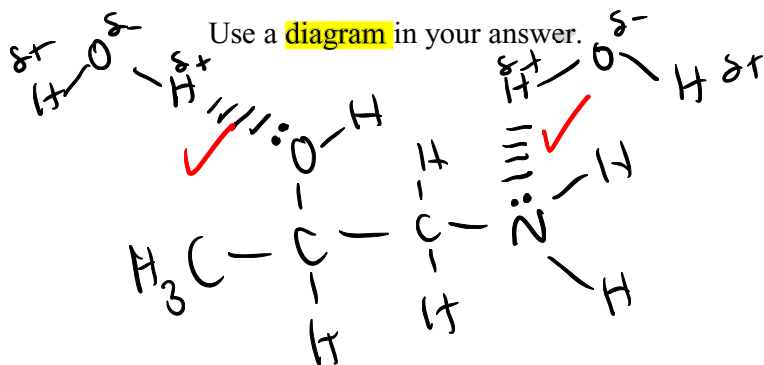 Use a diagram in your answer.
δ+ H O δ- H δ+
δ+ H O δ- H δ+
O H
H
H
H₃C C C N
H H H